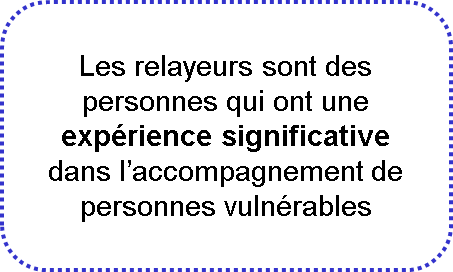 Les relayeurs sont des
personnes qui ont une
expérience significative
dans l’accompagnement de
personnes vulnérables